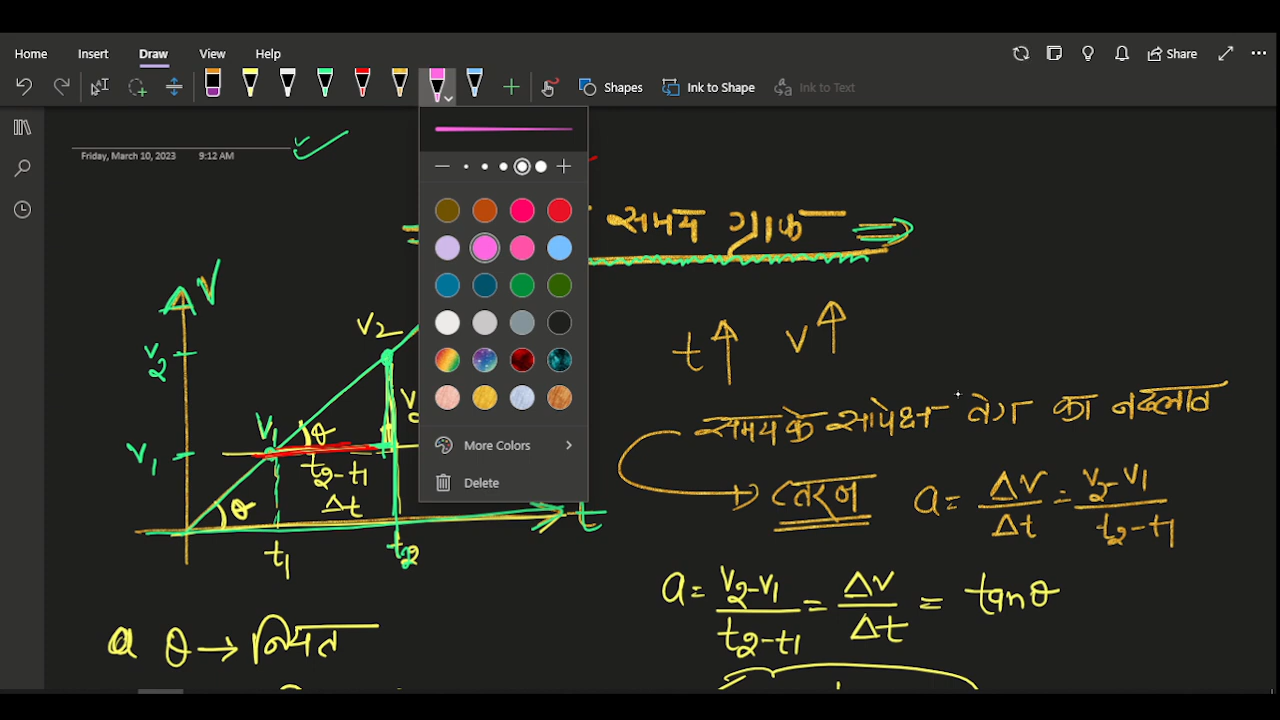 Home Insert Draw View Help Share
Shapes Ink to Shape Ink to Text
Friday, March 10, 2023 9:12 AM
समय ग्राफ
V
V2
V2
t↑ V↑
V1
V1
θ
समय के सापेक्ष वेग का बदलाव
t2-t1
Δt
θ
त्वरण a = ΔV/Δt = V2-V1/t2-t1
t
t1
t2
a = V2-V1/t2-t1 = ΔV/Δt = tanθ
a θ → नियत
More Colors
Delete